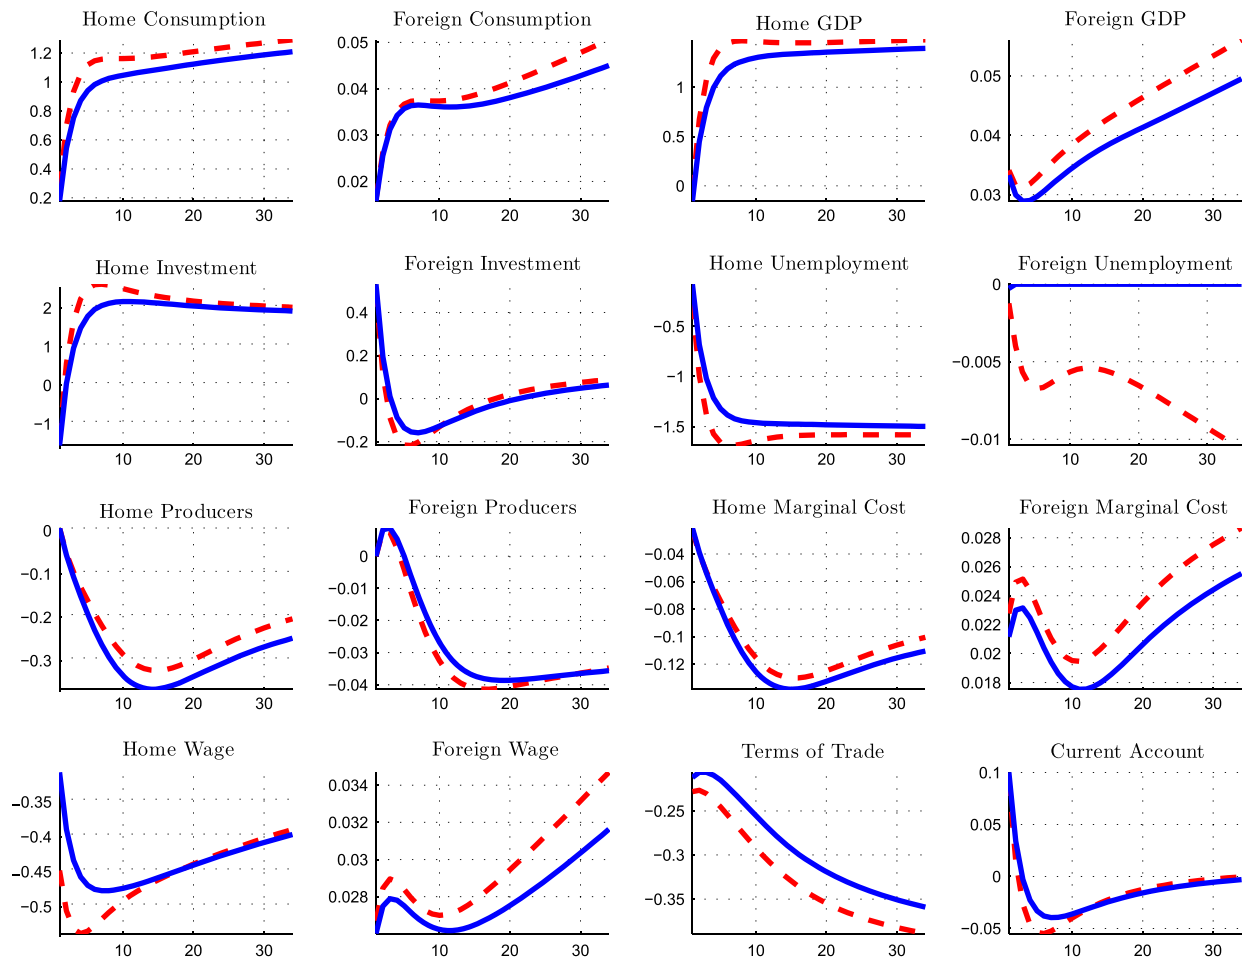 Home Consumption
1.2
1
0.8
0.6
0.4
0.2
10 20 30
Foreign Consumption
0.05
0.04
0.03
0.02
10 20 30
Home GDP
1
0.5
0
10 20 30
Foreign GDP
0.05
0.04
0.03
10 20 30
Home Investment
2
1
0
−1
10 20 30
Foreign Investment
0.4
0.2
0
−0.2
10 20 30
Home Unemployment
−0.5
−1
−1.5
10 20 30
Foreign Unemployment
0
−0.005
−0.01
10 20 30
Home Producers
0
−0.1
−0.2
−0.3
10 20 30
Foreign Producers
0
−0.01
−0.02
−0.03
−0.04
10 20 30
Home Marginal Cost
−0.04
−0.06
−0.08
−0.1
−0.12
10 20 30
Foreign Marginal Cost
0.028
0.026
0.024
0.022
0.02
0.018
10 20 30
Home Wage
−0.35
−0.4
−0.45
−0.5
10 20 30
Foreign Wage
0.034
0.032
0.03
0.028
10 20 30
Terms of Trade
−0.25
−0.3
−0.35
10 20 30
Current Account
0.1
0.05
0
−0.05
10 20 30